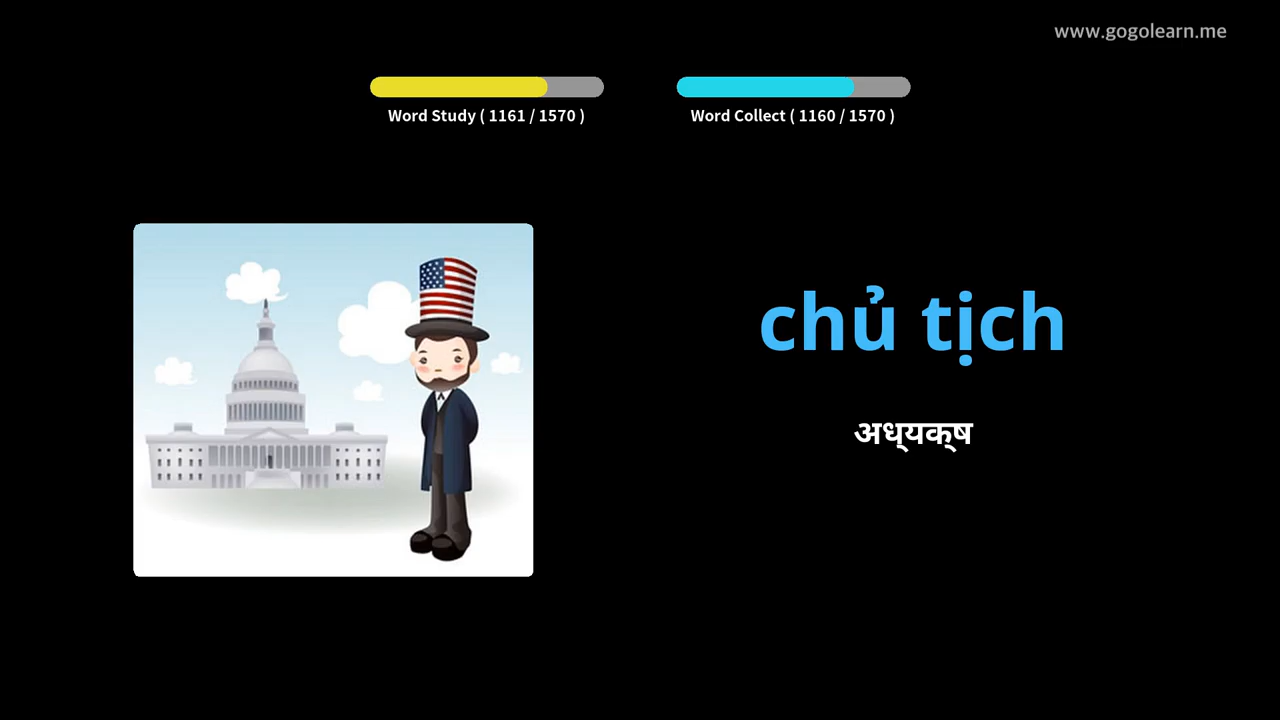 www.gogolearn.me
Word Study ( 1161 / 1570 )
Word Collect ( 1160 / 1570 )
chủ tịch
अध्‌यक्‌ष